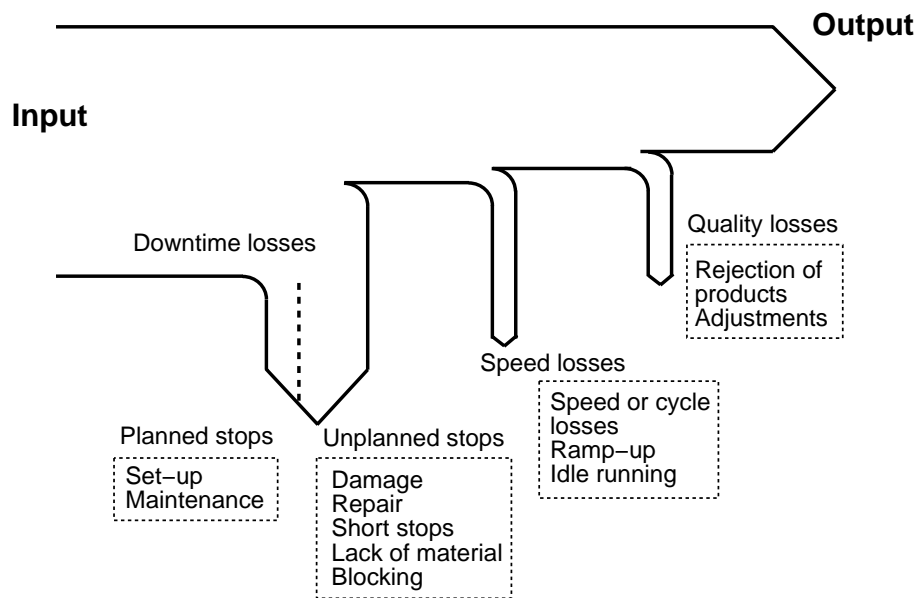 Output
Input
Downtime losses
Quality losses
Rejection of
products
Adjustments
Speed losses
Speed or cycle
losses
Ramp−up
Idle running
Planned stops
Set−up
Maintenance
Unplanned stops
Damage
Repair
Short stops
Lack of material
Blocking